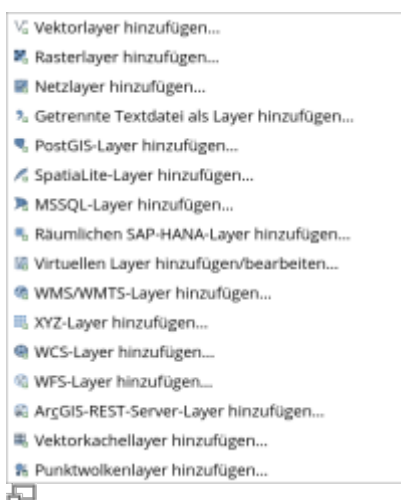 Vektorlayer hinzufügen...
Rasterlayer hinzufügen...
Netzlayer hinzufügen...
Getrennte Textdatei als Layer hinzufügen...
PostGIS-Layer hinzufügen...
SpatiaLite-Layer hinzufügen...
MSSQL-Layer hinzufügen...
Räumlichen SAP-HANA-Layer hinzufügen...
Virtuellen Layer hinzufügen/bearbeiten...
WMS/WMTS-Layer hinzufügen...
XYZ-Layer hinzufügen...
WCS-Layer hinzufügen...
WFS-Layer hinzufügen...
ArcGIS-REST-Server-Layer hinzufügen...
Vektorkachellayer hinzufügen...
Punktwolkenlayer hinzufügen...